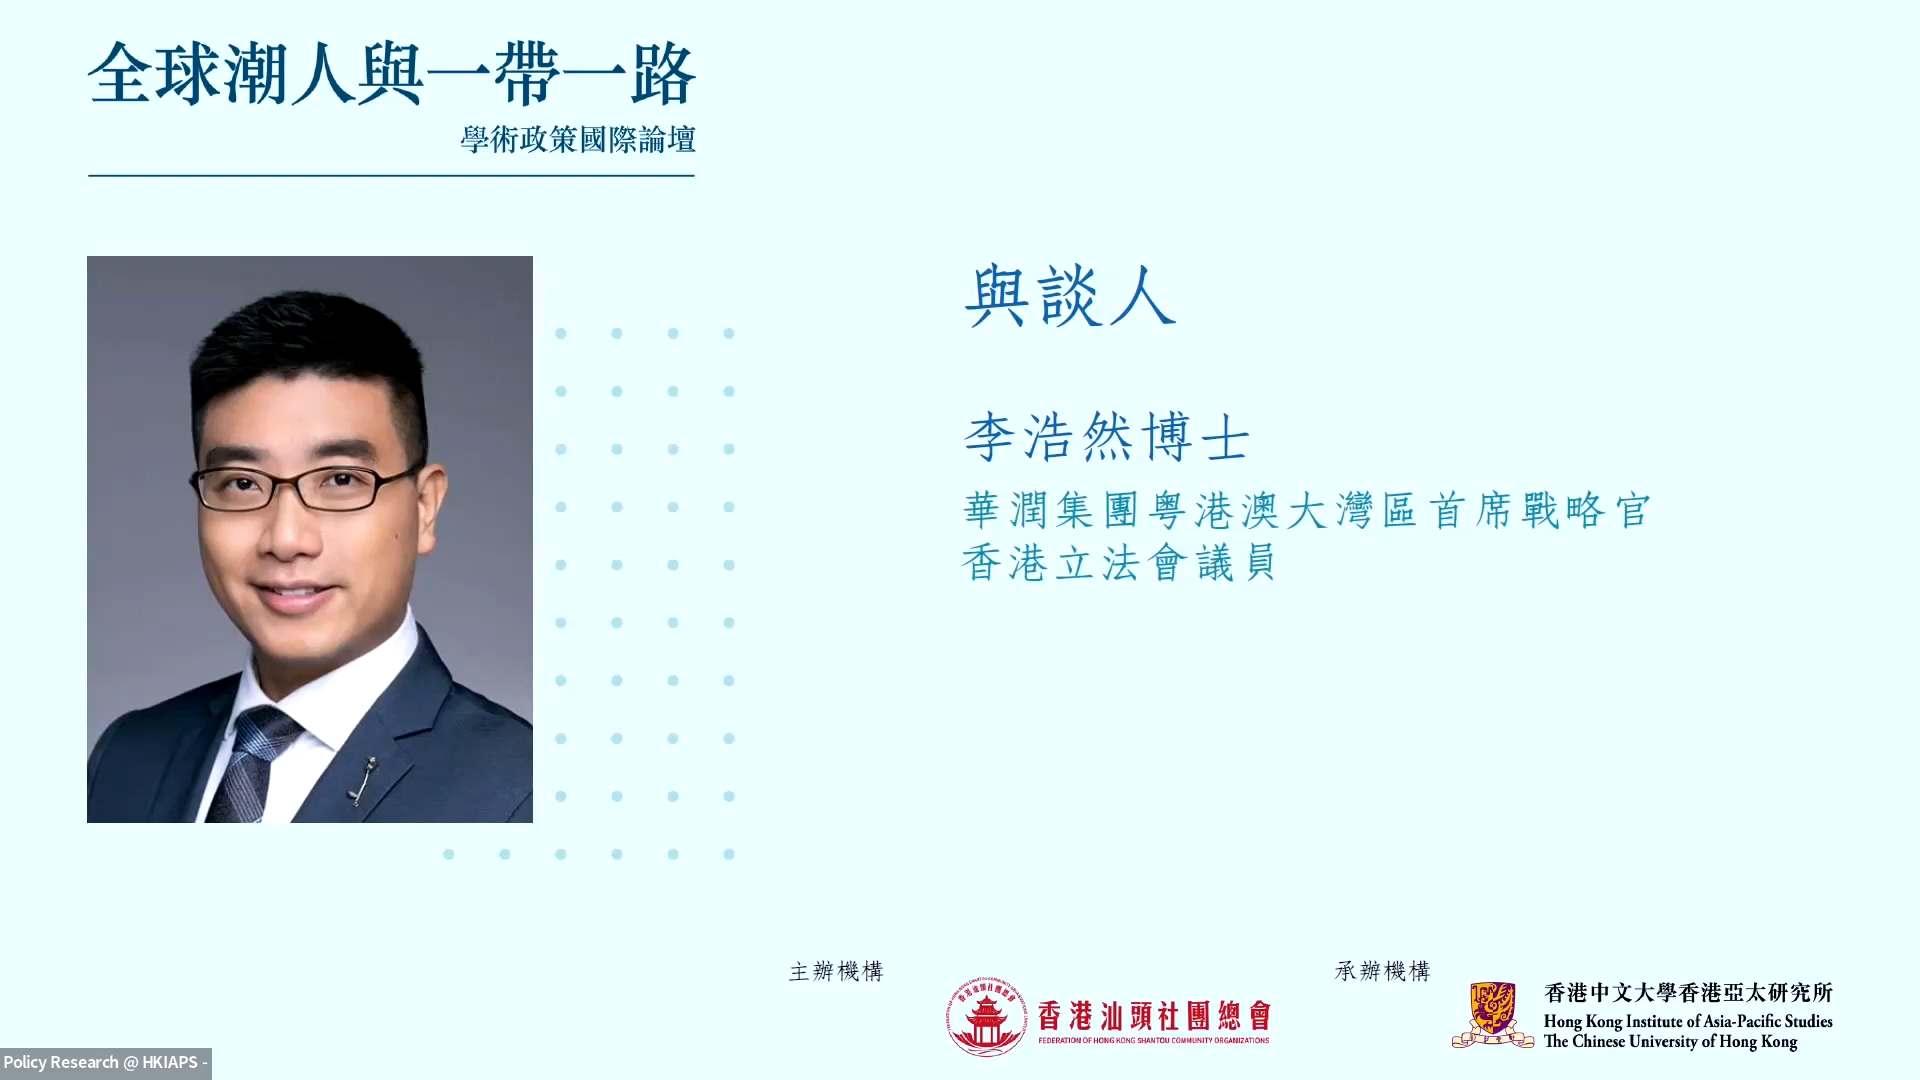 全球潮人與一帶一路
學術政策國際論壇
與談人
李浩然博士
華潤集團粵港澳大灣區首席戰略官
香港立法會議員
主辦機構
香港汕頭社團總會
FEDERATION OF HONG KONG SHANTOU COMMUNITY ORGANIZATIONS
承辦機構
香港中文大學香港亞太研究所
Hong Kong Institute of Asia-Pacific Studies
The Chinese University of Hong Kong
Policy Research @ HKIAPS -